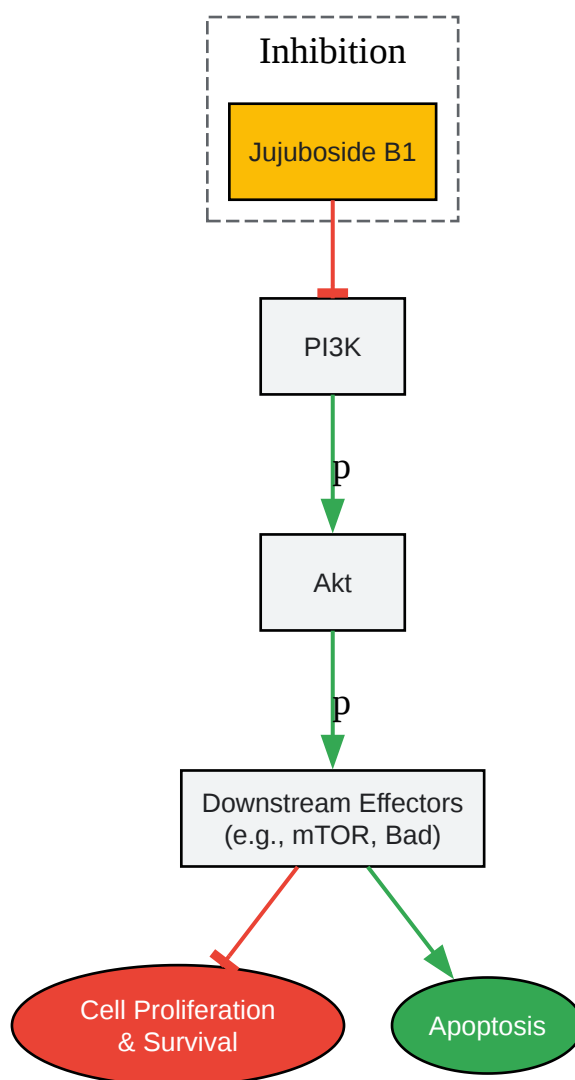 Inhibition
Jujuboside B1
PI3K
p
Akt
p
Downstream Effectors
(e.g., mTOR, Bad)
Cell Proliferation
& Survival
Apoptosis